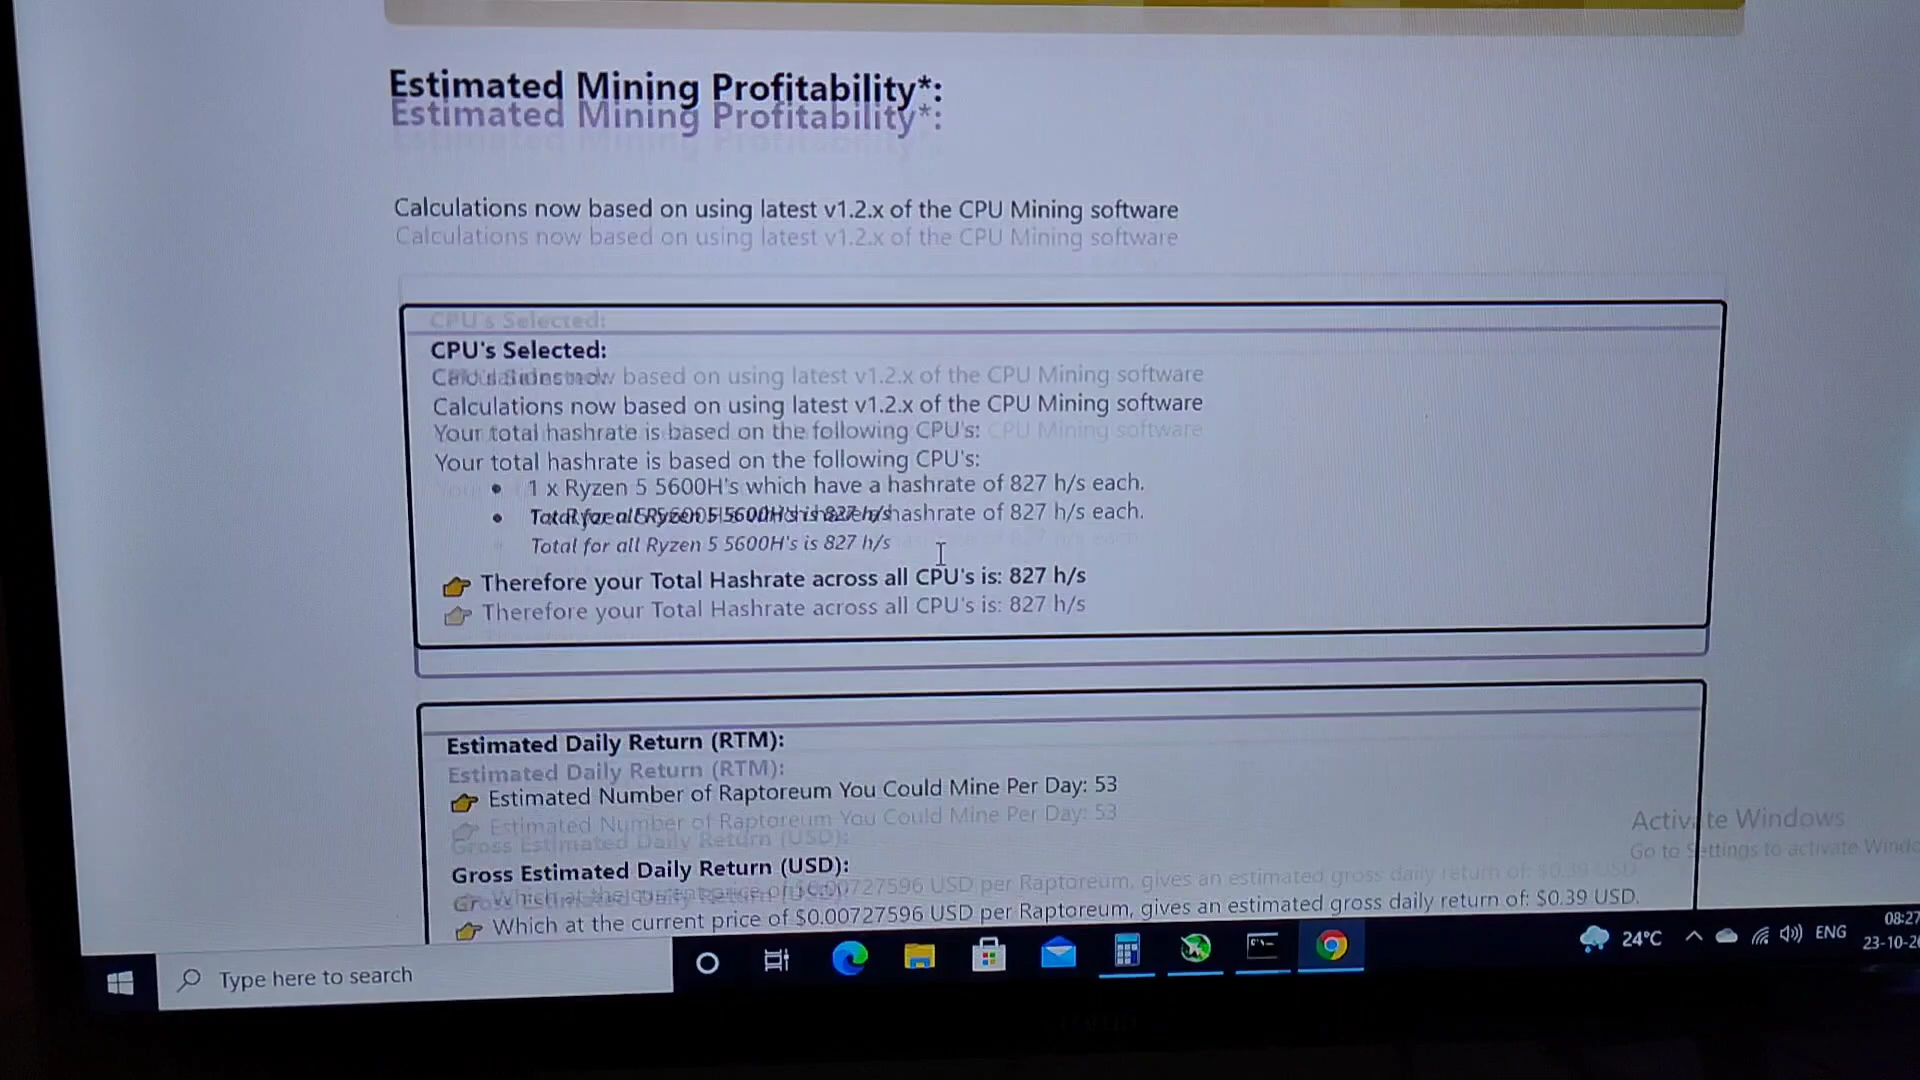 Estimated Mining Profitability*:
Calculations now based on using latest v1.2.x of the CPU Mining software
CPU's Selected:
Calculations now based on using latest v1.2.x of the CPU Mining software
Your total hashrate is based on the following CPU's:
1 x Ryzen 5 5600H's which have a hashrate of 827 h/s each.
Total for all Ryzen 5 5600H's is 827 h/s
Therefore your Total Hashrate across all CPU's is: 827 h/s
Estimated Daily Return (RTM):
Estimated Number of Raptoreum You Could Mine Per Day: 53
Gross Estimated Daily Return (USD):
Which at the current price of $0.00727596 USD per Raptoreum, gives an estimated gross daily return of: $0.39 USD.
Activate Windows
Go to Settings to activate
Type here to search
24°C
ENG
08:27
23-10-